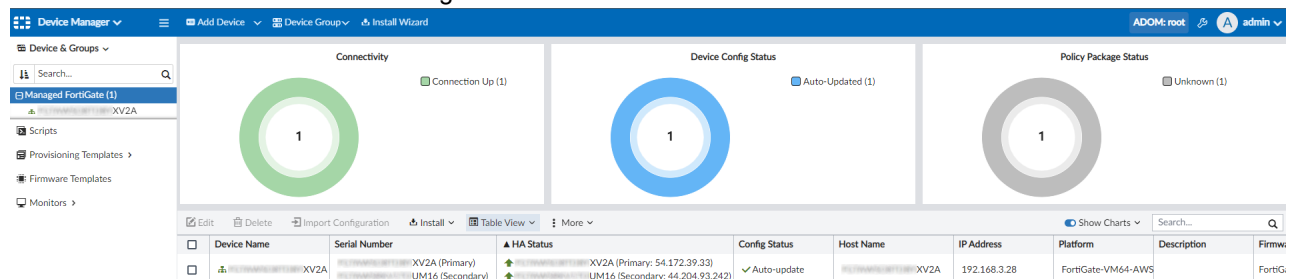 Device Manager
Add Device
Device Group
Install Wizard
ADOM: root
A
admin
Device & Groups
Search...
Managed FortiGate (1)
XV2A
Scripts
Provisioning Templates
Firmware Templates
Monitors
Connectivity
Connection Up (1)
1
Device Config Status
Auto-Updated (1)
1
Policy Package Status
Unknown (1)
1
Edit Delete Import Configuration Install Table View More Show Charts Search...
Device Name Serial Number HA Status Config Status Host Name IP Address Platform Description Firmwa
XV2A XV2A (Primary) XV2A (Primary: 54.172.39.33) Auto-update XV2A 192.168.3.28 FortiGate-VM64-AWS FortiGa
UM16 (Secondary) UM16 (Secondary: 44.204.93.242)